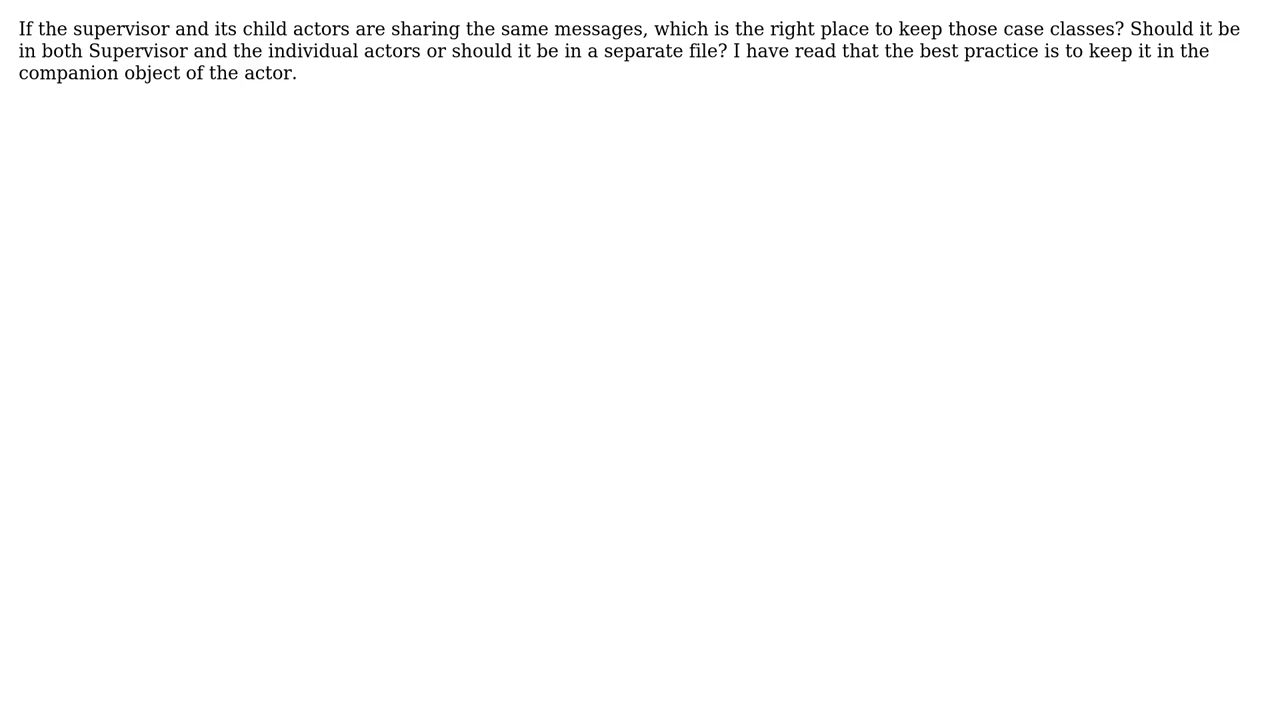 If the supervisor and its child actors are sharing the same messages, which is the right place to keep those case classes? Should it be
in both Supervisor and the individual actors or should it be in a separate file? I have read that the best practice is to keep it in the
companion object of the actor.